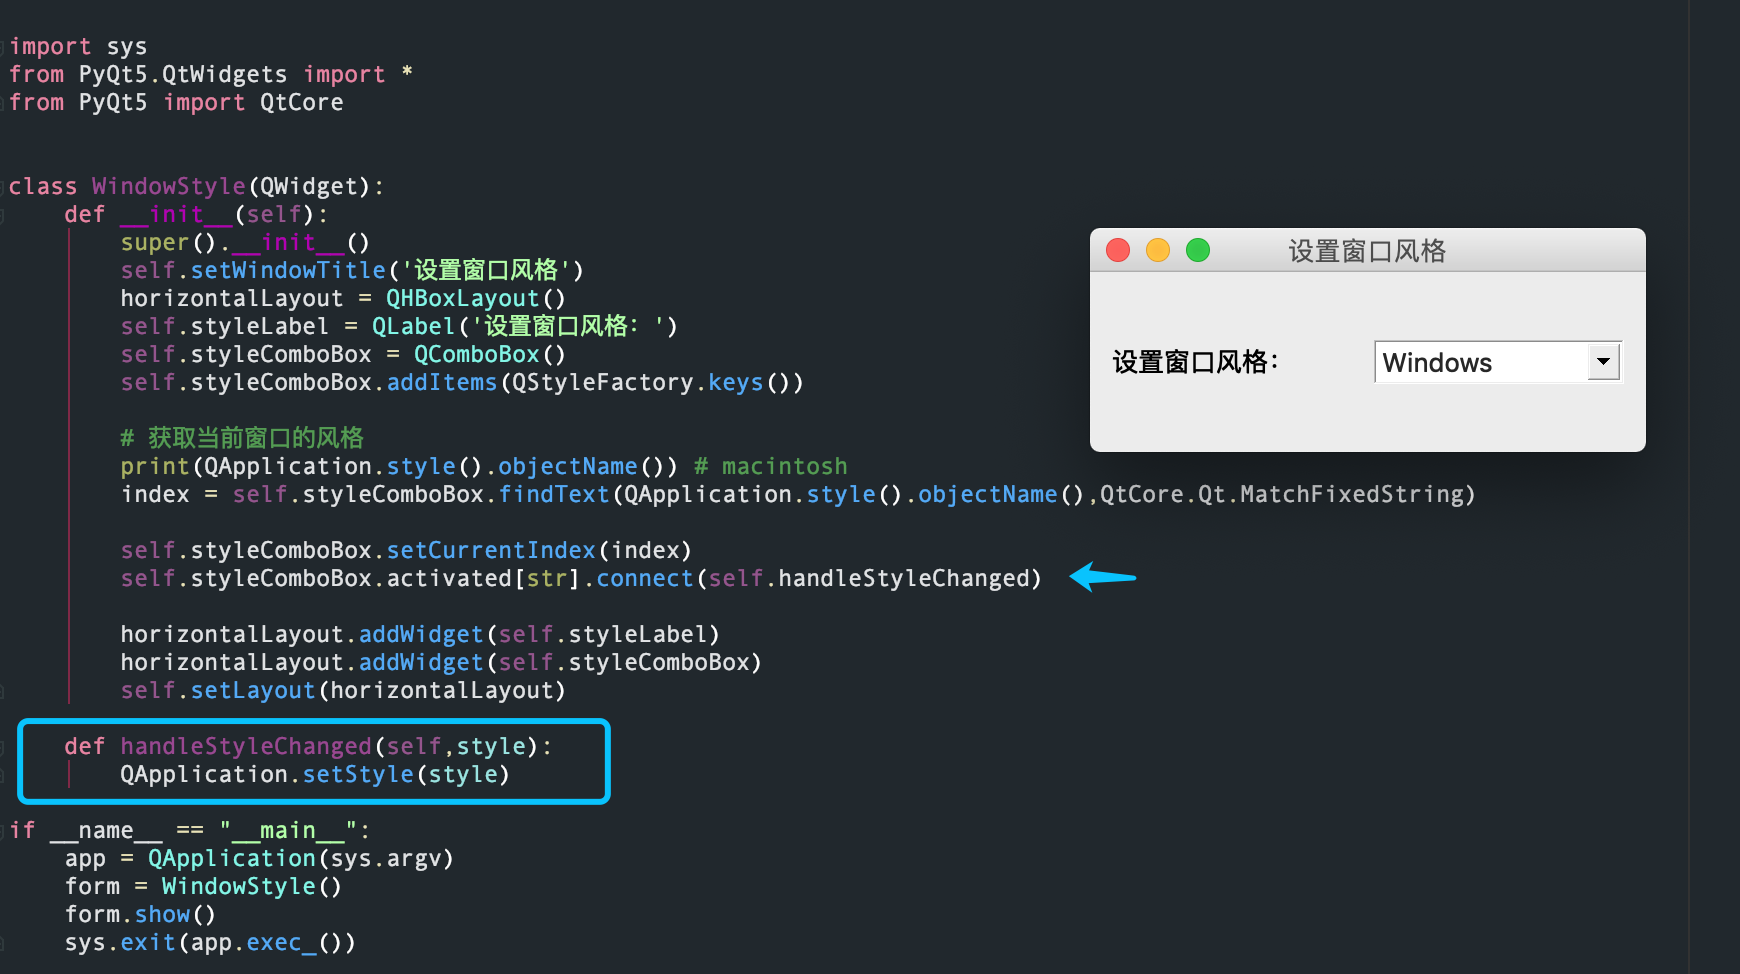 import sys
from PyQt5.QtWidgets import *
from PyQt5 import QtCore
class WindowStyle(QWidget):
def __init__(self):
super().__init__()
self.setWindowTitle('设置窗口风格')
horizontalLayout = QHBoxLayout()
self.styleLabel = QLabel('设置窗口风格：')
self.styleComboBox = QComboBox()
self.styleComboBox.addItems(QStyleFactory.keys())
# 获取当前窗口的风格
print(QApplication.style().objectName()) # macintosh
index = self.styleComboBox.findText(QApplication.style().objectName(),QtCore.Qt.MatchFixedString)
self.styleComboBox.setCurrentIndex(index)
self.styleComboBox.activated[str].connect(self.handleStyleChanged)
horizontalLayout.addWidget(self.styleLabel)
horizontalLayout.addWidget(self.styleComboBox)
self.setLayout(horizontalLayout)
def handleStyleChanged(self,style):
QApplication.setStyle(style)
if __name__ == "__main__":
app = QApplication(sys.argv)
form = WindowStyle()
form.show()
sys.exit(app.exec_())
设置窗口风格
设置窗口风格：
Windows